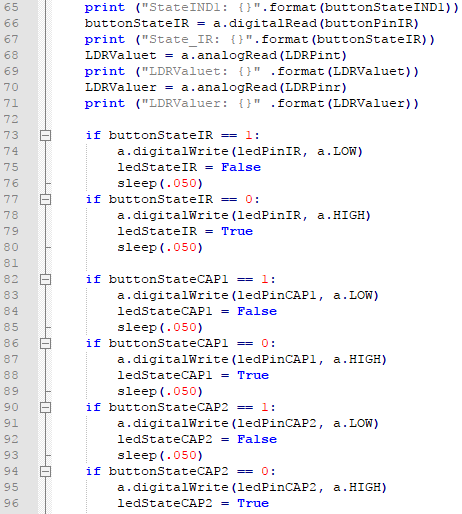 65 print ("StateIND1: {}".format(buttonStateIND1))
66 buttonStateIR = a.digitalRead(buttonPinIR)
67 print ("State_IR: {}".format(buttonStateIR))
68 LDRValuet = a.analogRead(LDRPint)
69 print ("LDRValuet: {}" .format(LDRValuet))
70 LDRValuer = a.analogRead(LDRPinr)
71 print ("LDRValuer: {}" .format(LDRValuer))
72
73 if buttonStateIR == 1:
74 a.digitalWrite(ledPinIR, a.LOW)
75 ledStateIR = False
76 sleep(.050)
77 if buttonStateIR == 0:
78 a.digitalWrite(ledPinIR, a.HIGH)
79 ledStateIR = True
80 sleep(.050)
81
82 if buttonStateCAP1 == 1:
83 a.digitalWrite(ledPinCAP1, a.LOW)
84 ledStateCAP1 = False
85 sleep(.050)
86 if buttonStateCAP1 == 0:
87 a.digitalWrite(ledPinCAP1, a.HIGH)
88 ledStateCAP1 = True
89 sleep(.050)
90 if buttonStateCAP2 == 1:
91 a.digitalWrite(ledPinCAP2, a.LOW)
92 ledStateCAP2 = False
93 sleep(.050)
94 if buttonStateCAP2 == 0:
95 a.digitalWrite(ledPinCAP2, a.HIGH)
96 ledStateCAP2 = True